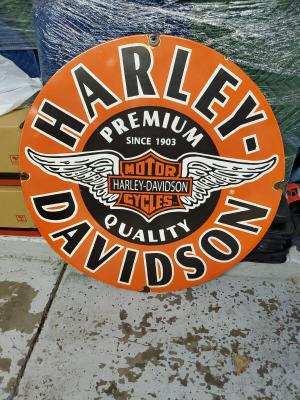 HARLEY-
PREMIUM
SINCE 1903
MOTOR
HARLEY-DAVIDSON
CYCLES
QUALITY
DAVIDSON